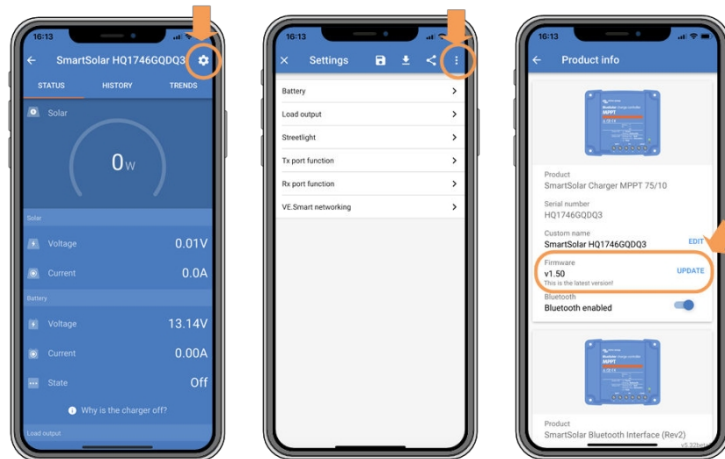 16:13
SmartSolar HQ1746GQDQ3
STATUS HISTORY TRENDS
Solar
0w
Solar
Voltage 0.01V
Current 0.0A
Battery
Voltage 13.14V
Current 0.00A
State Off
Why is the charger off?
Load output
16:13
Settings
Battery
Load output
Streetlight
Tx port function
Rx port function
VE.Smart networking
16:13
Product info
MPPT
Product
SmartSolar Charger MPPT 75/10
Serial number
HQ1746GQDQ3
Custom name
SmartSolar HQ1746GQDQ3 EDIT
Firmware
v1.50 UPDATE
This is the latest version!
Bluetooth
Bluetooth enabled
MPPT
Product
SmartSolar Bluetooth Interface (Rev2)